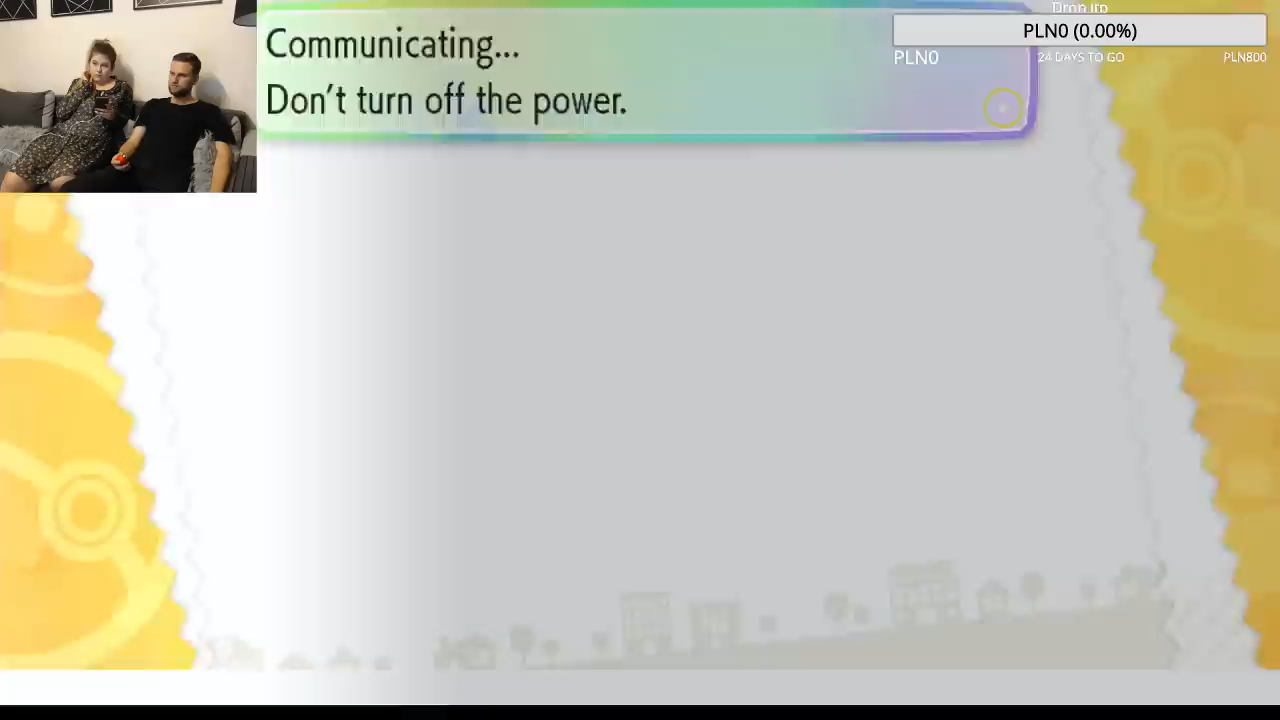 Communicating...
Don't turn off the power.
PLN0 (0.00%)
PLN0
24 DAYS TO GO
PLN800